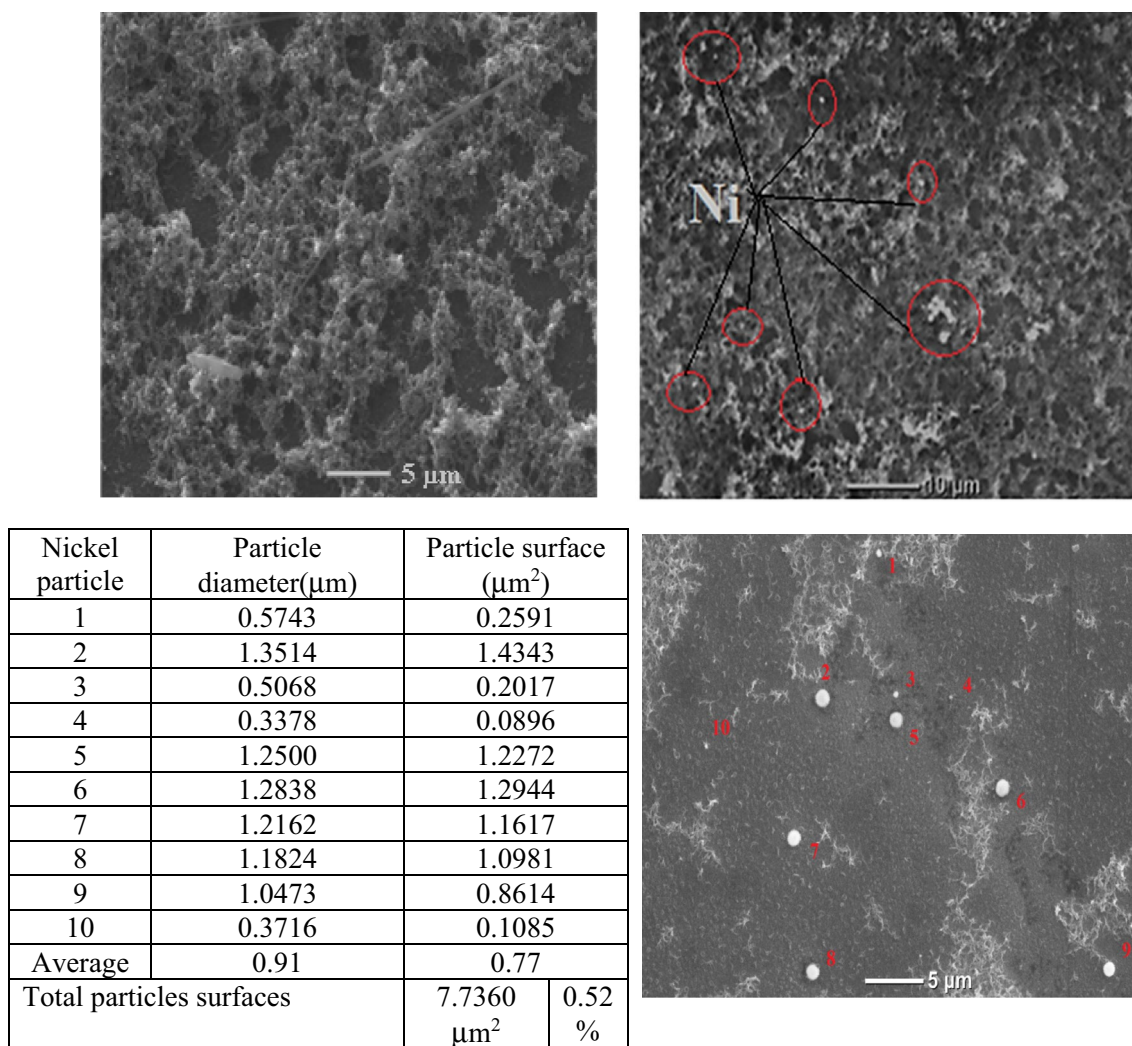 5 μm
Ni
10 μm
Nickel particle Particle diameter(μm) Particle surface (μm²)
1 0.5743 0.2591
2 1.3514 1.4343
3 0.5068 0.2017
4 0.3378 0.0896
5 1.2500 1.2272
6 1.2838 1.2944
7 1.2162 1.1617
8 1.1824 1.0981
9 1.0473 0.8614
10 0.3716 0.1085
Average 0.91 0.77
Total particles surfaces 7.7360 μm² 0.52 %
1
2
3
4
10
5
6
7
8
9
5 μm